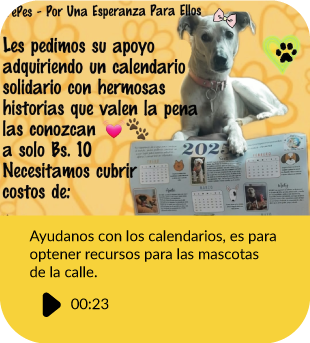 ePes - Por Una Esperanza Para Ellos
Les pedimos su apoyo
adquiriendo un calendario
solidario con hermosas
historias que valen la pena
las conozcan
a solo Bs. 10
Necesitamos cubrir
costos de:
202
Ayudanos con los calendarios, es para
optener recursos para las mascotas
de la calle.
00:23